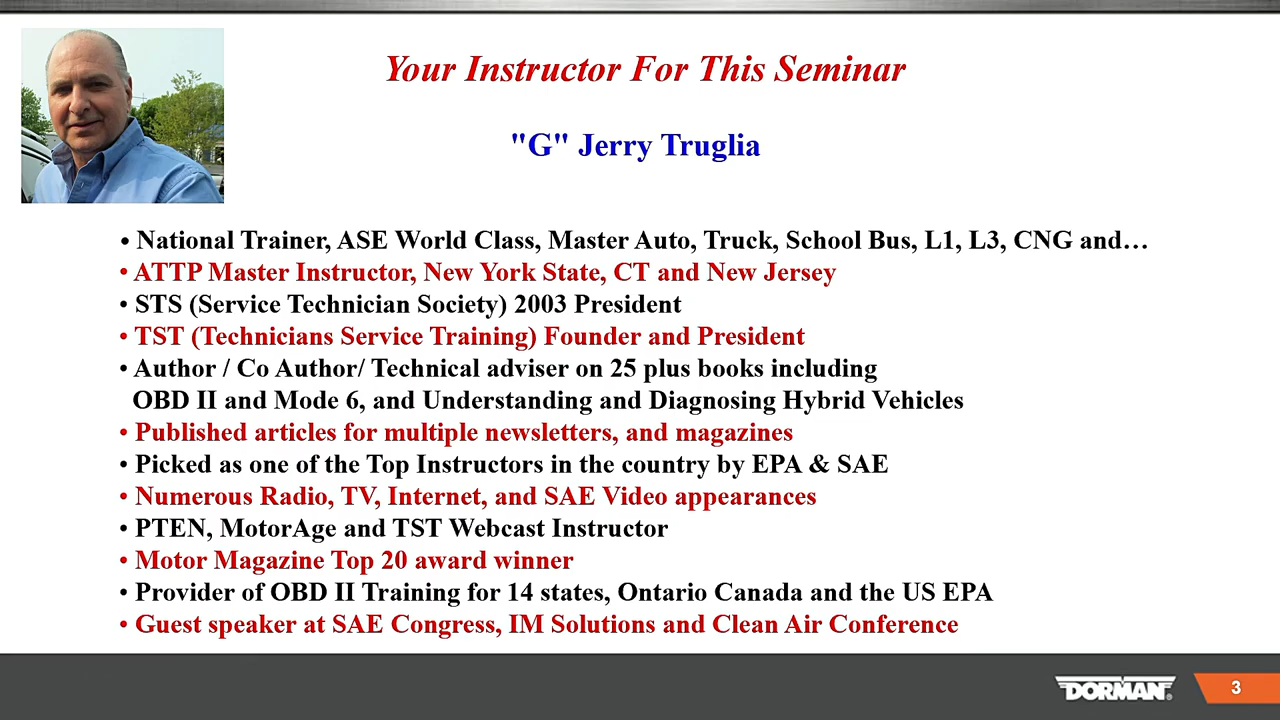 Your Instructor For This Seminar
"G" Jerry Truglia
• National Trainer, ASE World Class, Master Auto, Truck, School Bus, L1, L3, CNG and…
• ATTP Master Instructor, New York State, CT and New Jersey
• STS (Service Technician Society) 2003 President
• TST (Technicians Service Training) Founder and President
• Author / Co Author/ Technical adviser on 25 plus books including
OBD II and Mode 6, and Understanding and Diagnosing Hybrid Vehicles
• Published articles for multiple newsletters, and magazines
• Picked as one of the Top Instructors in the country by EPA & SAE
• Numerous Radio, TV, Internet, and SAE Video appearances
• PTEN, MotorAge and TST Webcast Instructor
• Motor Magazine Top 20 award winner
• Provider of OBD II Training for 14 states, Ontario Canada and the US EPA
• Guest speaker at SAE Congress, IM Solutions and Clean Air Conference
DORMAN®
3